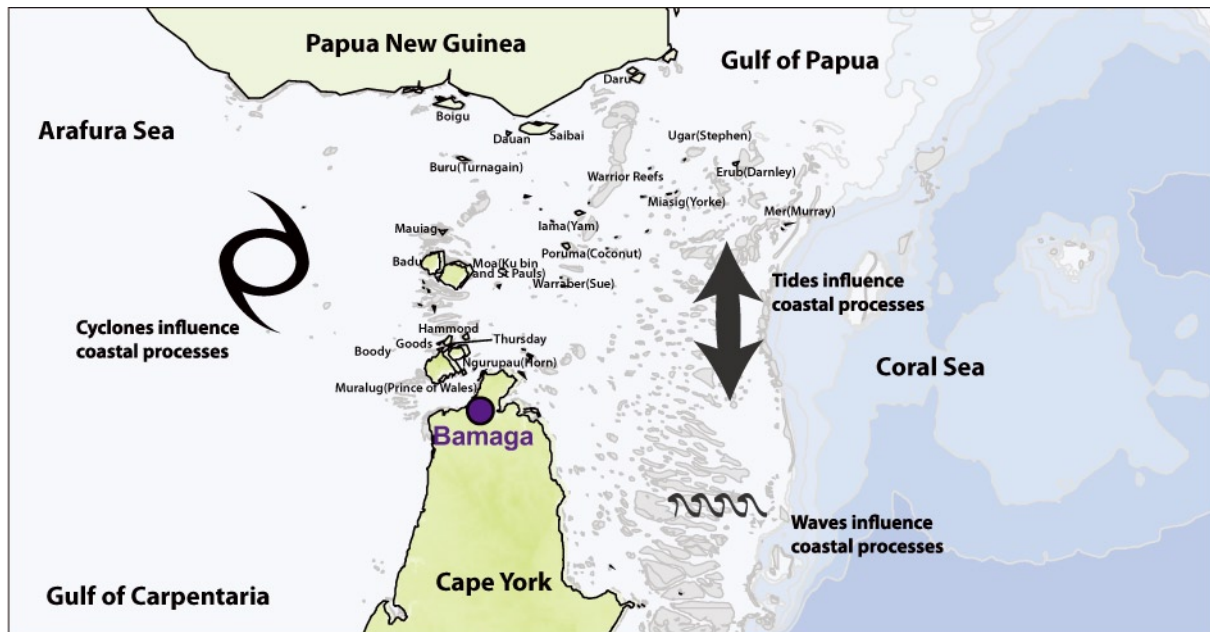 Papua New Guinea
Gulf of Papua
Daru
Arafura Sea
Boigu
Dauan
Saibai
Ugar(Stephen)
Buru(Turnagain)
Warrior Reefs
Erub(Darnley)
Miasig(Yorke)
Mer(Murray)
Mauiag
Iama(Yam)
Badu
Moa(Ku bin
and St Pauls)
Poruma(Coconut)
Warraber(Sue)
Tides influence
coastal processes
Cyclones influence
coastal processes
Hammond
Goods
Thursday
Boody
Ngurupau(Horn)
Coral Sea
Muralug(Prince of Wales)
Bamaga
Waves influence
coastal processes
Cape York
Gulf of Carpentaria